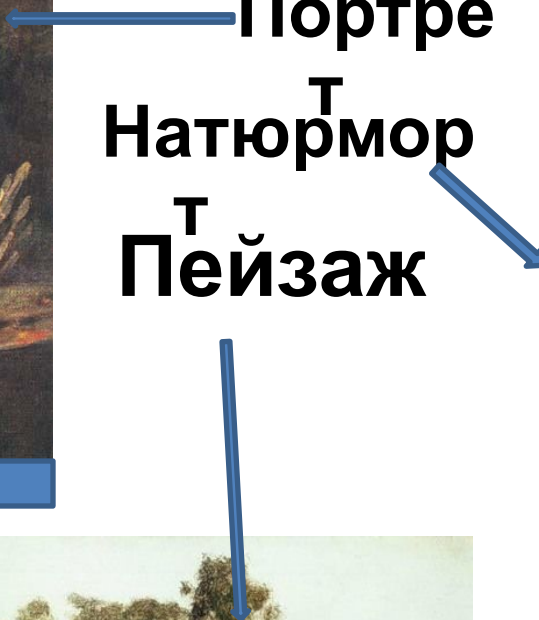 Портре
т
Натюрмор
т
Пейзаж